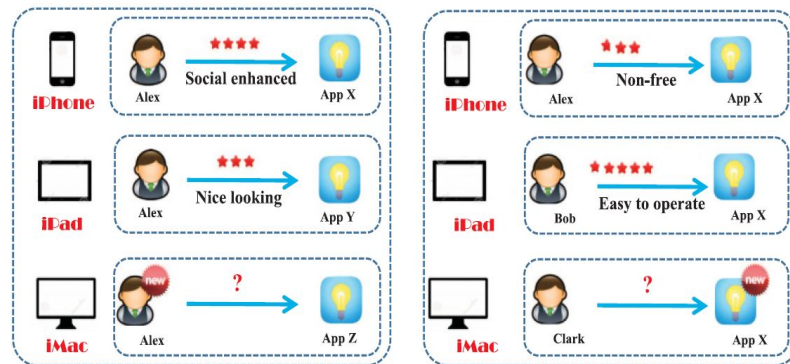 iPhone
Alex
Social enhanced
App X
iPad
Alex
Nice looking
App Y
iMac
new
Alex
?
App Z
iPhone
Alex
Non-free
App X
iPad
Bob
Easy to operate
App X
iMac
Clark
?
new
App X